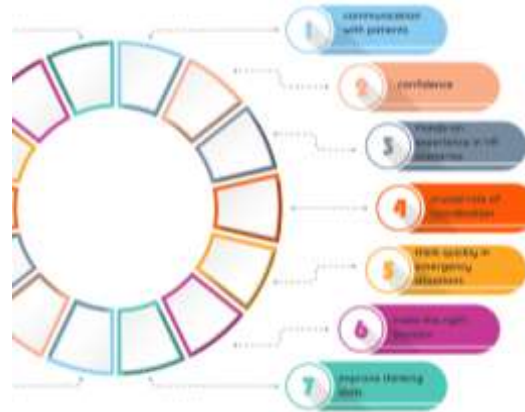 1
communication
with patients
2
confidence
3
hands-on
experience in
scenarios
4
5
think quickly in
emergency
situations
6
make the right
decision
7
improve thinking
skills